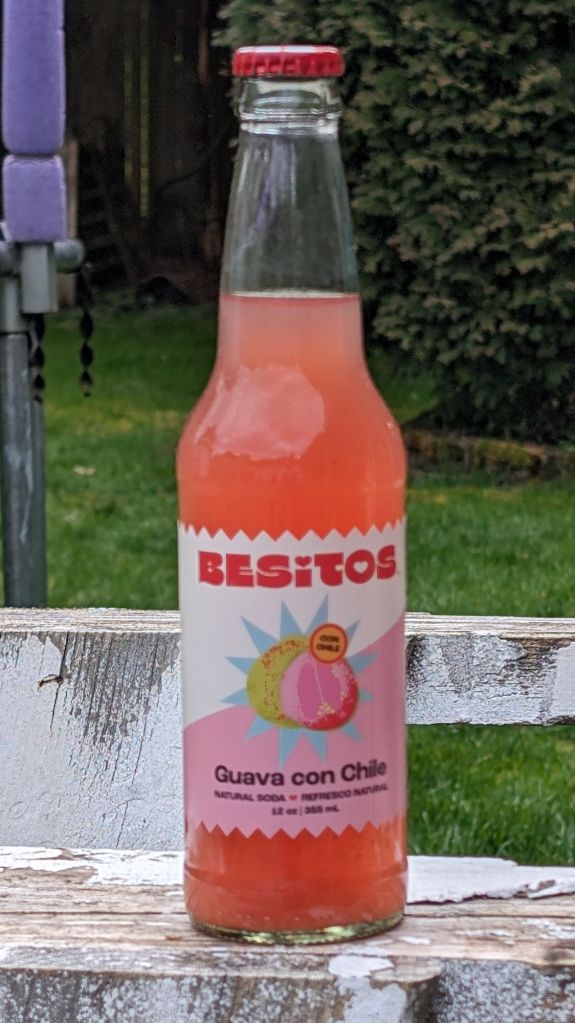 BESiTOS
CON
CHILE
Guava con Chile
NATURAL SODA ♥ REFRESCO NATURAL
12 oz | 355 mL